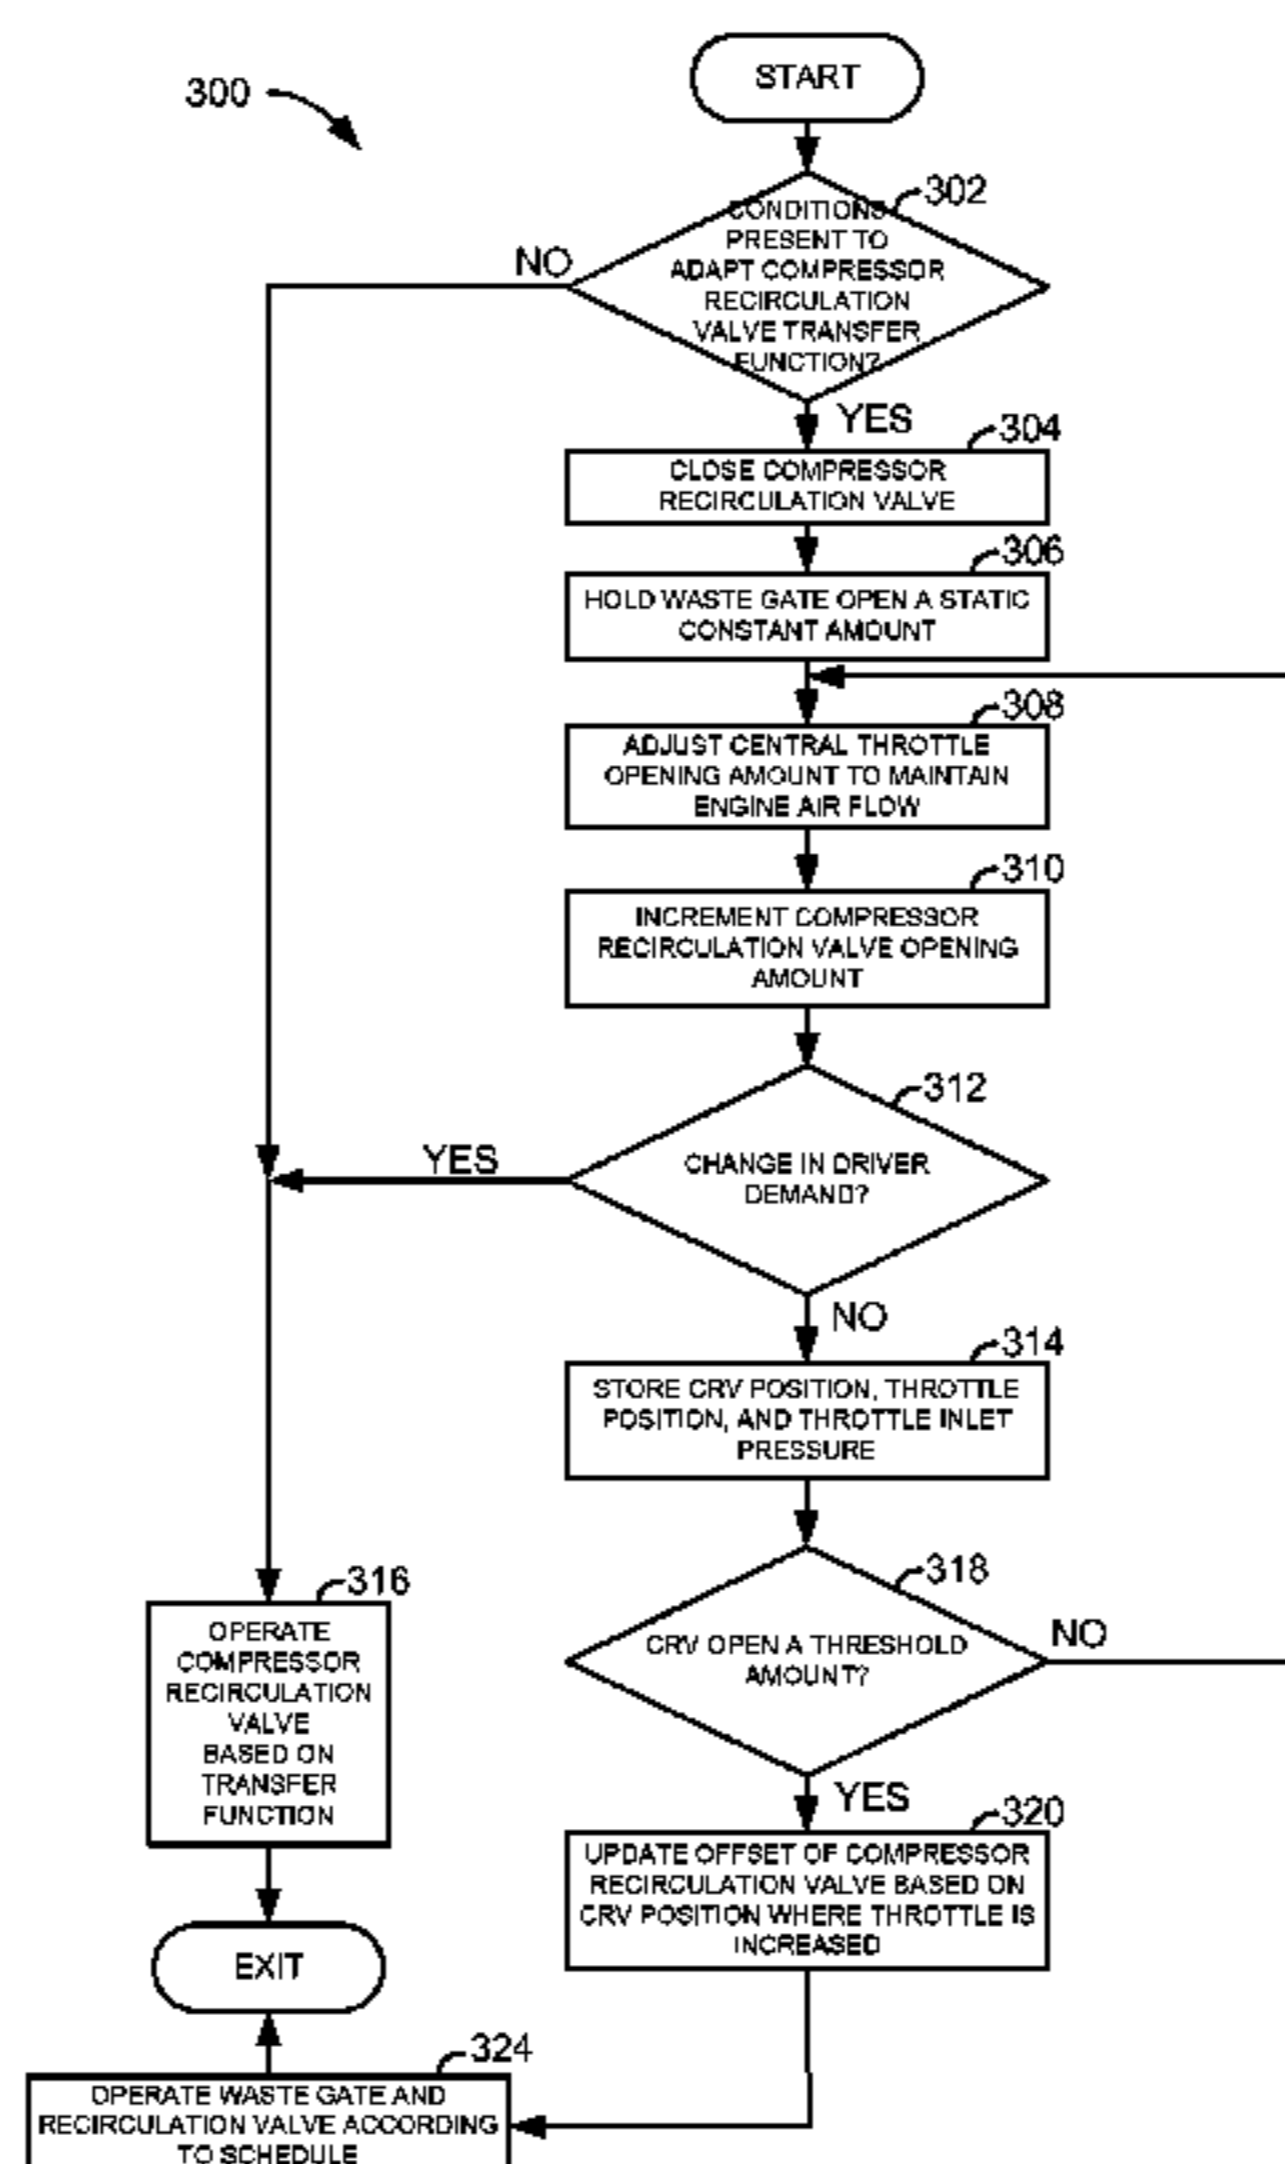 START
300
302
CONDITIONS
PRESENT TO
ADAPT COMPRESSOR
RECIRCULATION
VALVE TRANSFER
FUNCTION?
NO
YES
304
CLOSE COMPRESSOR
RECIRCULATION VALVE
306
HOLD WASTE GATE OPEN A STATIC
CONSTANT AMOUNT
308
ADJUST CENTRAL THROTTLE
OPENING AMOUNT TO MAINTAIN
ENGINE AIR FLOW
310
INCREMENT COMPRESSOR
RECIRCULATION VALVE OPENING
AMOUNT
312
CHANGE IN DRIVER
DEMAND?
YES
NO
314
STORE CRV POSITION, THROTTLE
POSITION, AND THROTTLE INLET
PRESSURE
318
CRV OPEN A THRESHOLD
AMOUNT?
NO
YES
316
OPERATE
COMPRESSOR
RECIRCULATION
VALVE
BASED ON
TRANSFER
FUNCTION
320
UPDATE OFFSET OF COMPRESSOR
RECIRCULATION VALVE BASED ON
CRV POSITION WHERE THROTTLE IS
INCREASED
EXIT
324
OPERATE WASTE GATE AND
RECIRCULATION VALVE ACCORDING
TO SCHEDULE